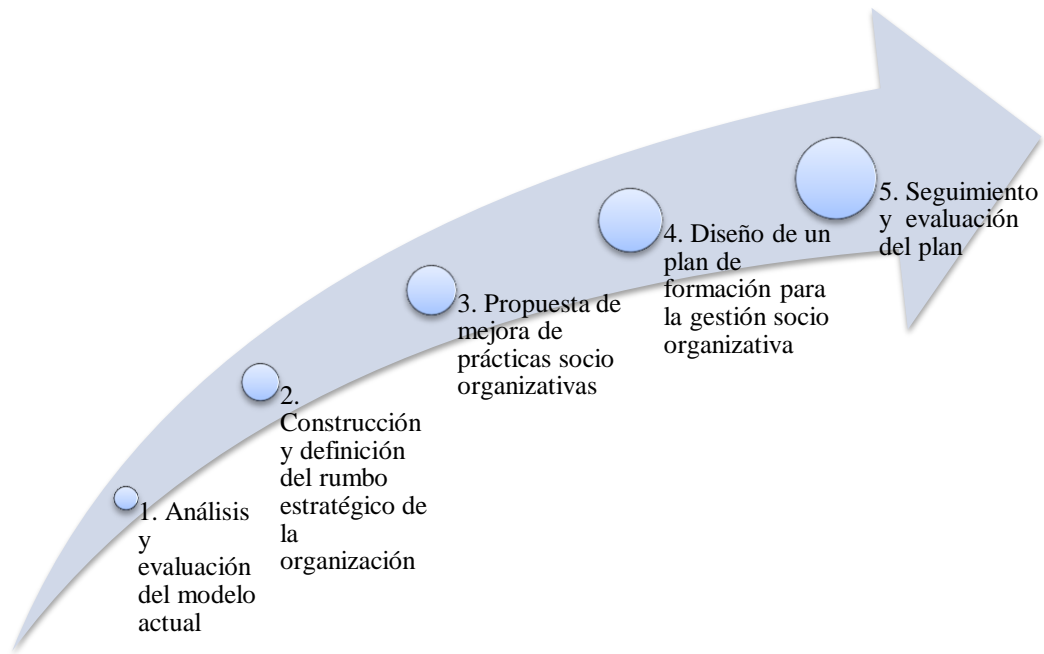 1. Análisis
y
evaluación
del modelo
actual
2.
Construcción
y definición
del rumbo
estratégico de
la
organización
3. Propuesta de
mejora de
prácticas socio
organizativas
4. Diseño de un
plan de
formación para
la gestión socio
organizativa
5. Seguimiento
y evaluación
del plan